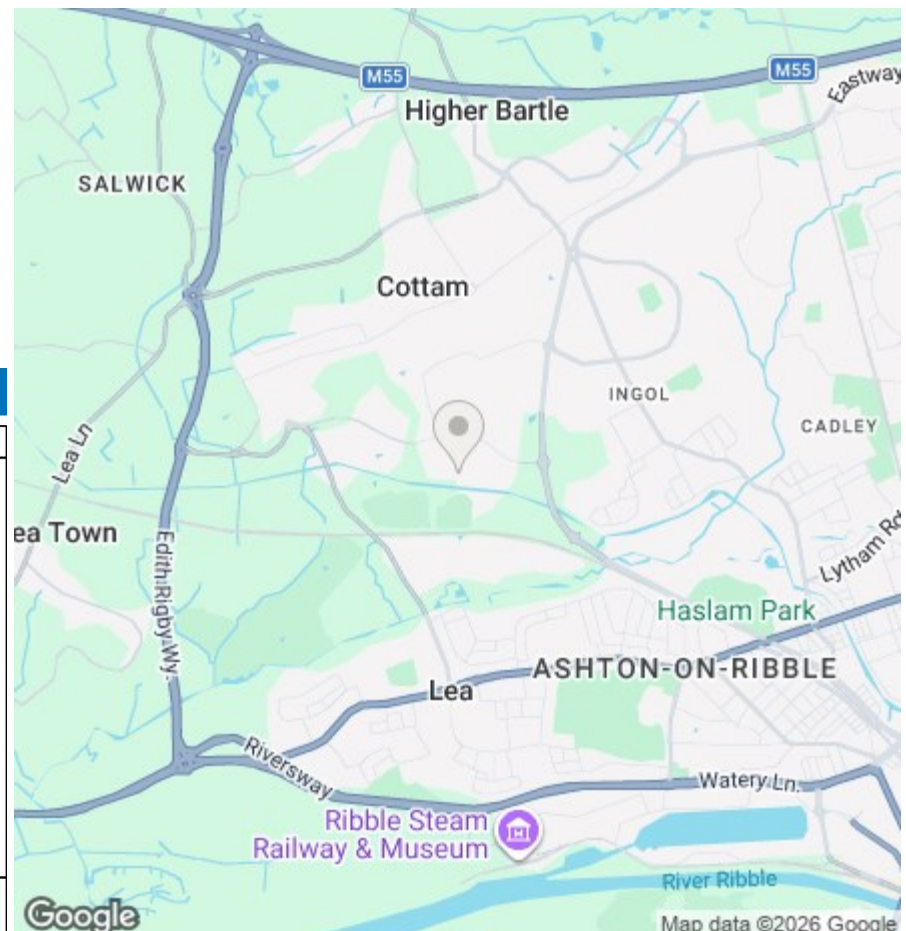 M55
M55
Eastway
Higher Bartle
SALWICK
Cottam
INGOL
CADLEY
Lea Ln
ea Town
Edith Rigby Wy.
Lytham Rd
Haslam Park
ASHTON-ON-RIBBLE
Lea
Riversway
Watery Ln.
Ribble Steam
Railway & Museum
River Ribble
Google
Map data ©2026 Google